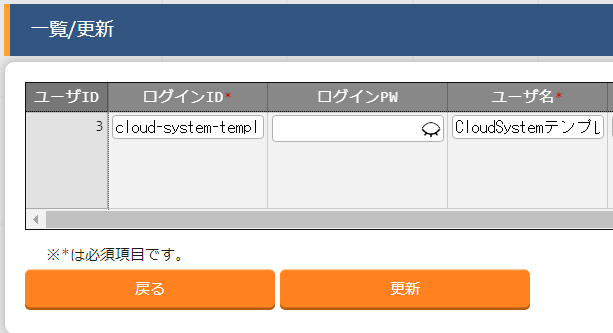 一覧/更新
ユーザID ログインID* ログインPW ユーザ名*
3 cloud-system-templ CloudSystemテンプレ
※*は必須項目です。
戻る 更新